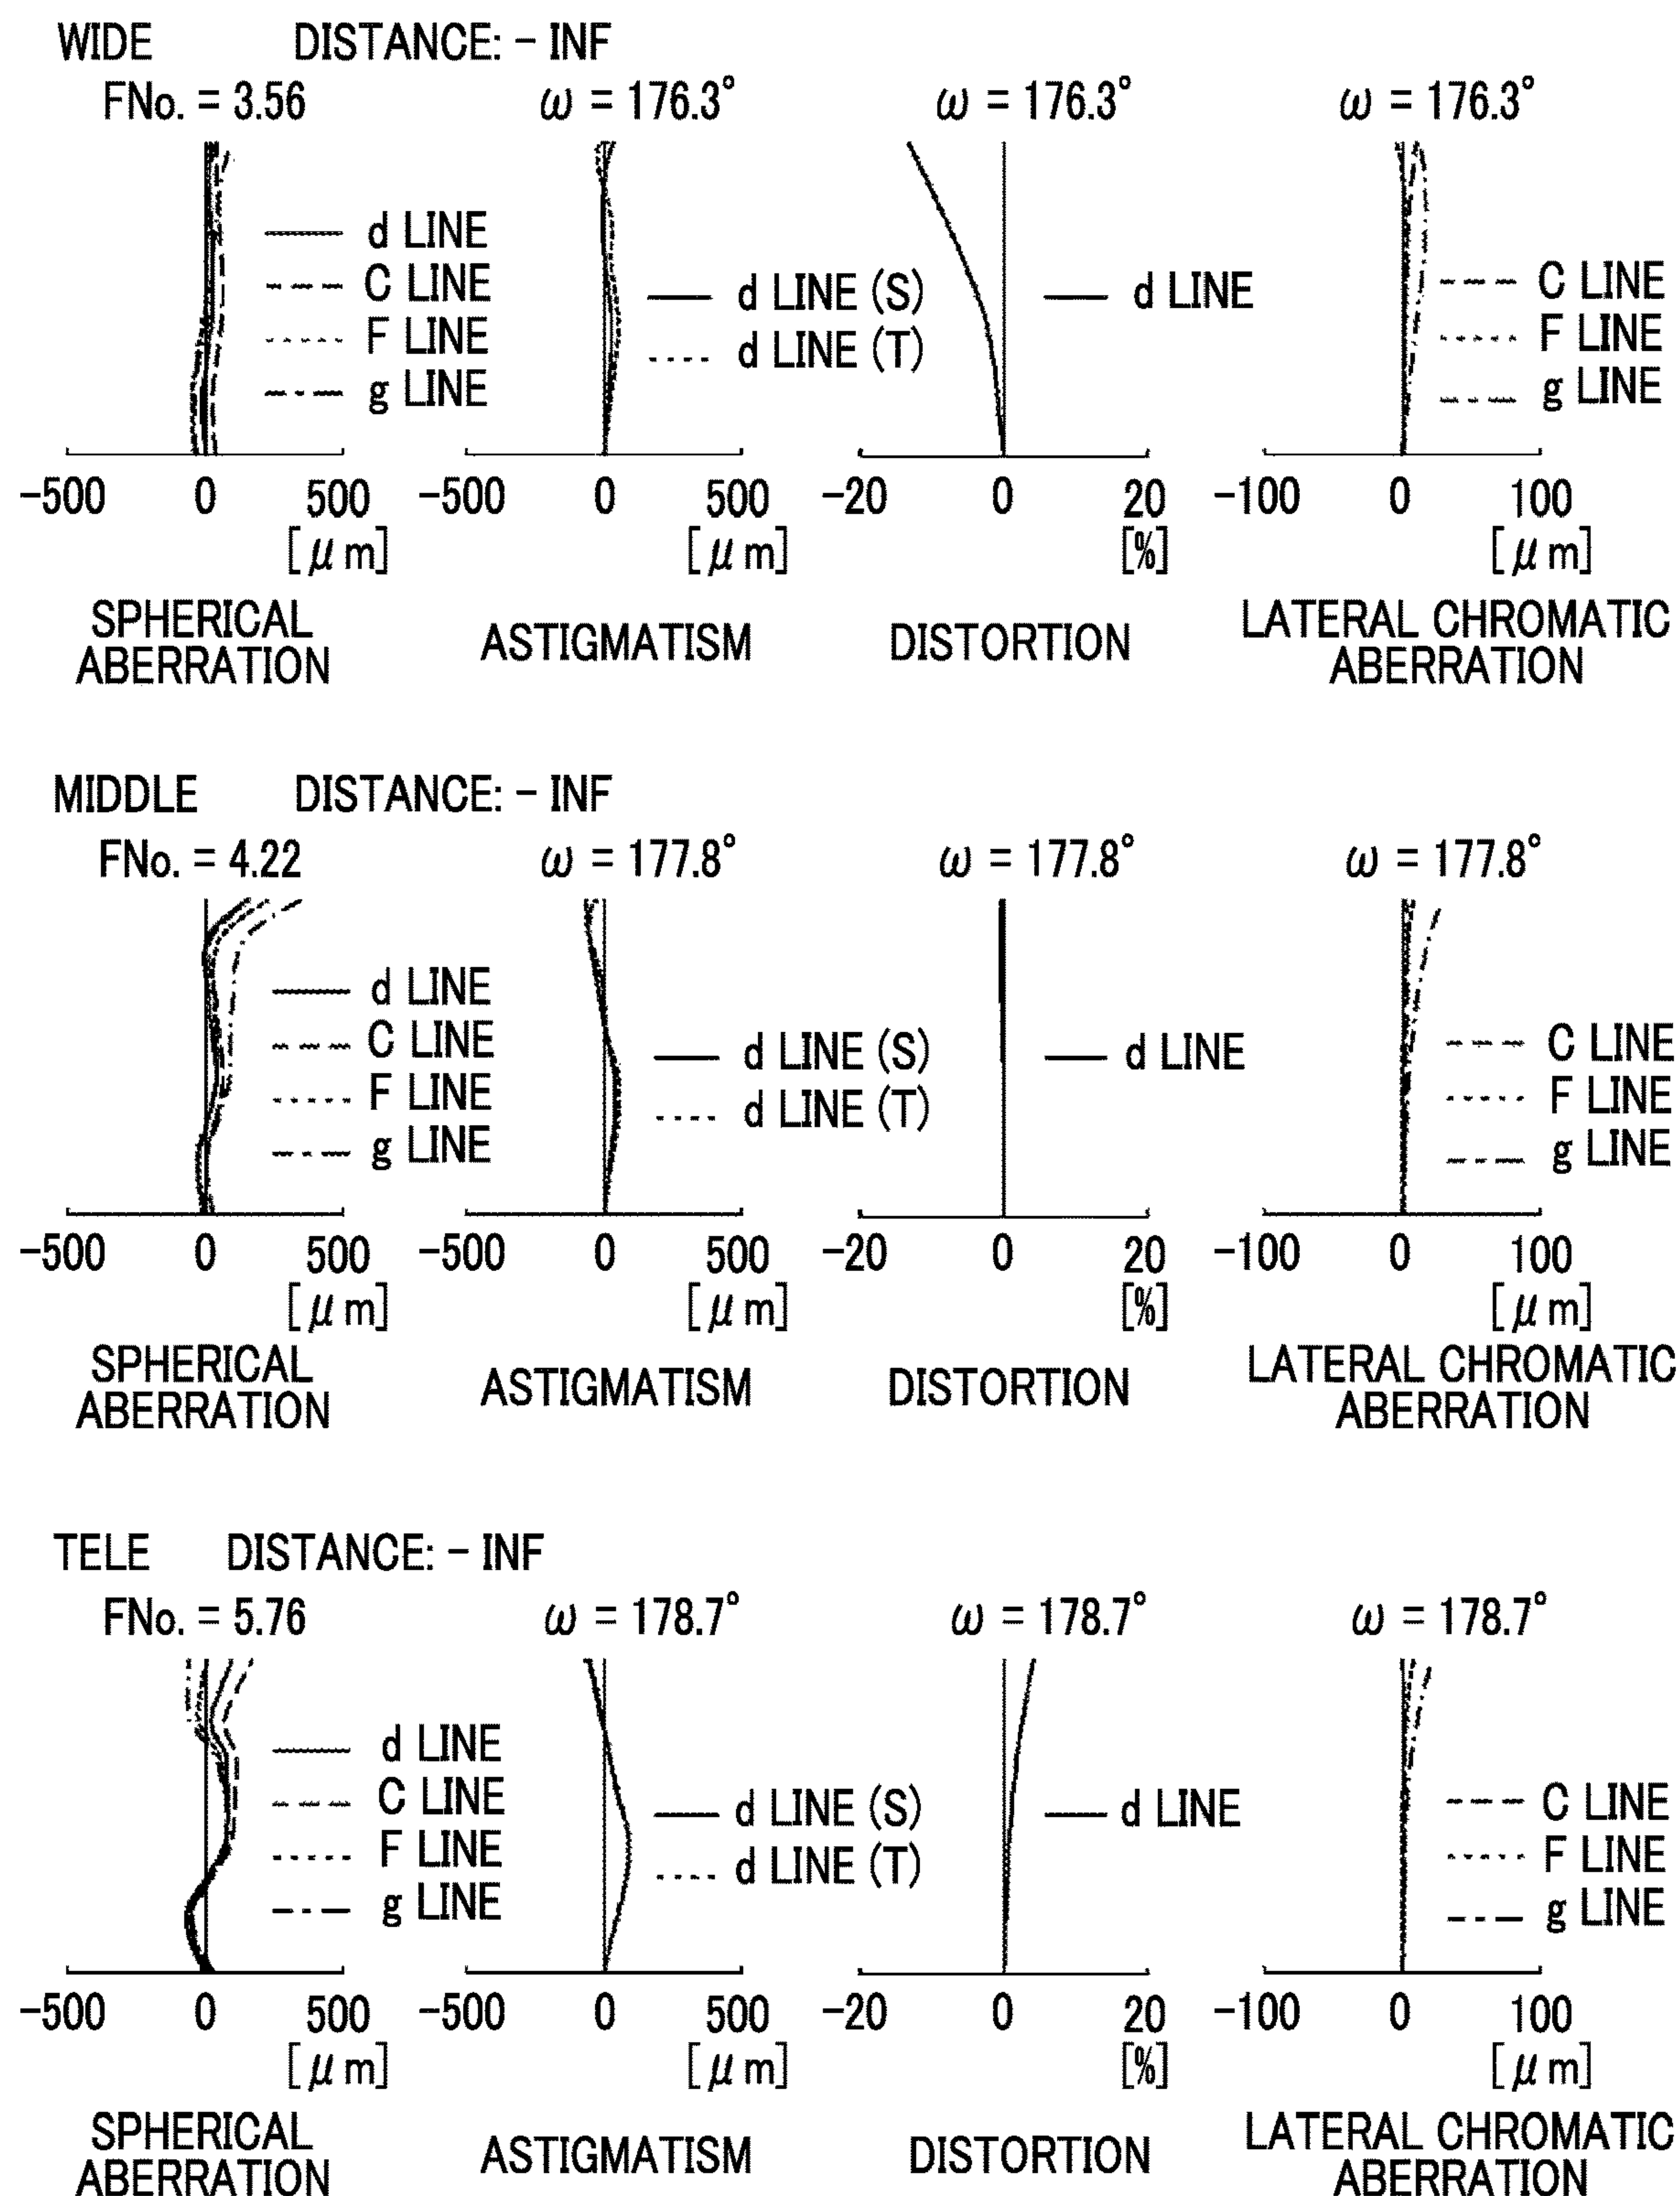 WIDE DISTANCE: - INF
FNo. = 3.56 ω = 176.3° ω = 176.3° ω = 176.3°
d LINE
C LINE
F LINE
g LINE
d LINE (S)
d LINE (T)
d LINE
C LINE
F LINE
g LINE
-500 0 500 -500 0 500 -20 0 20 -100 0 100
[μm] [μm] [%] [μm]
SPHERICAL
ABERRATION
ASTIGMATISM
DISTORTION
LATERAL CHROMATIC
ABERRATION
MIDDLE DISTANCE: - INF
FNo. = 4.22 ω = 177.8° ω = 177.8° ω = 177.8°
d LINE
C LINE
F LINE
g LINE
d LINE (S)
d LINE (T)
d LINE
C LINE
F LINE
g LINE
-500 0 500 -500 0 500 -20 0 20 -100 0 100
[μm] [μm] [%] [μm]
SPHERICAL
ABERRATION
ASTIGMATISM
DISTORTION
LATERAL CHROMATIC
ABERRATION
TELE DISTANCE: - INF
FNo. = 5.76 ω = 178.7° ω = 178.7° ω = 178.7°
d LINE
C LINE
F LINE
g LINE
d LINE (S)
d LINE (T)
d LINE
C LINE
F LINE
g LINE
-500 0 500 -500 0 500 -20 0 20 -100 0 100
[μm] [μm] [%] [μm]
SPHERICAL
ABERRATION
ASTIGMATISM
DISTORTION
LATERAL CHROMATIC
ABERRATION